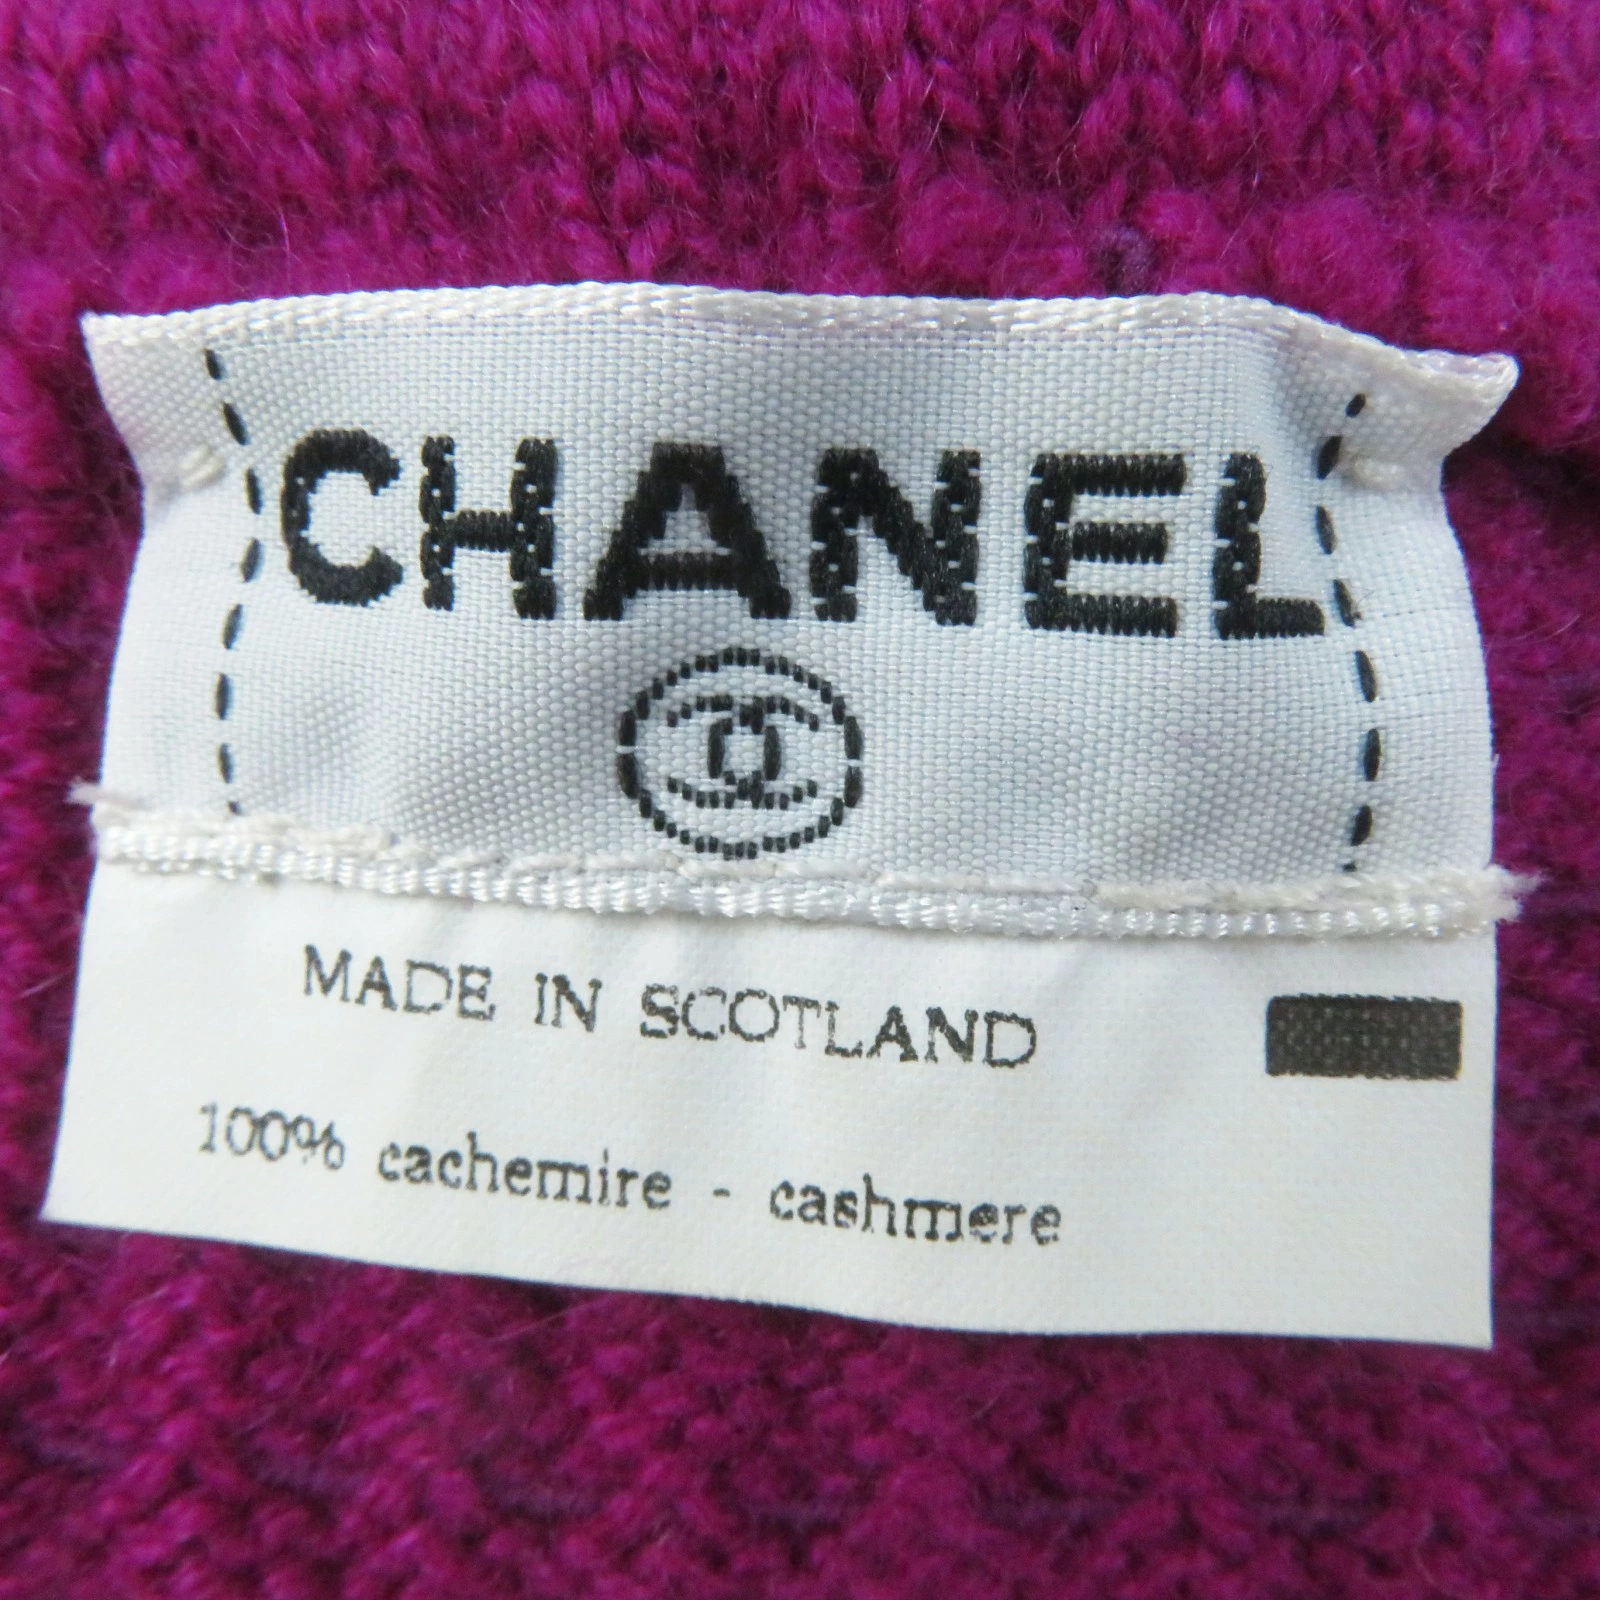 CHANEL
MADE IN SCOTLAND
100% cachemire - cashmere